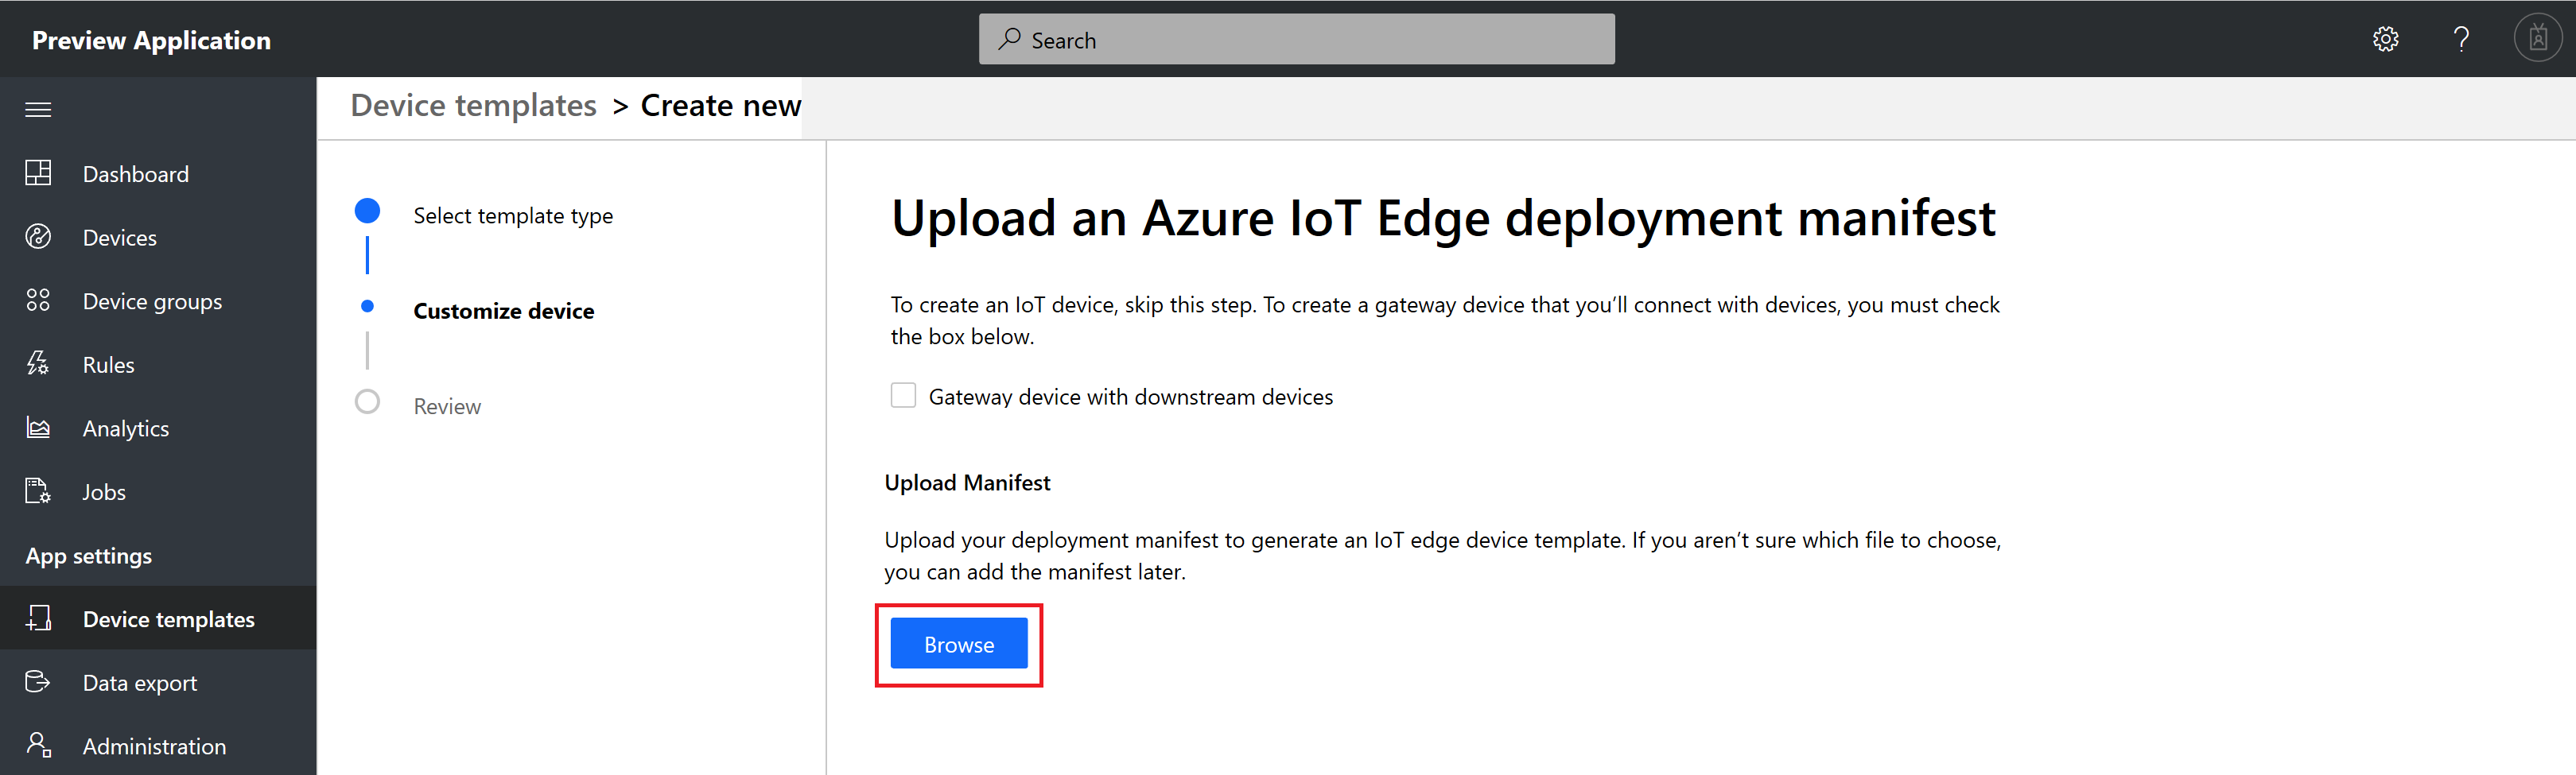 Preview Application
Search
?
Device templates > Create new
Dashboard
Devices
Device groups
Rules
Analytics
Jobs
App settings
Device templates
Data export
Administration
Select template type
Customize device
Review
Upload an Azure IoT Edge deployment manifest
To create an IoT device, skip this step. To create a gateway device that you’ll connect with devices, you must check
the box below.
Gateway device with downstream devices
Upload Manifest
Upload your deployment manifest to generate an IoT edge device template. If you aren’t sure which file to choose,
you can add the manifest later.
Browse